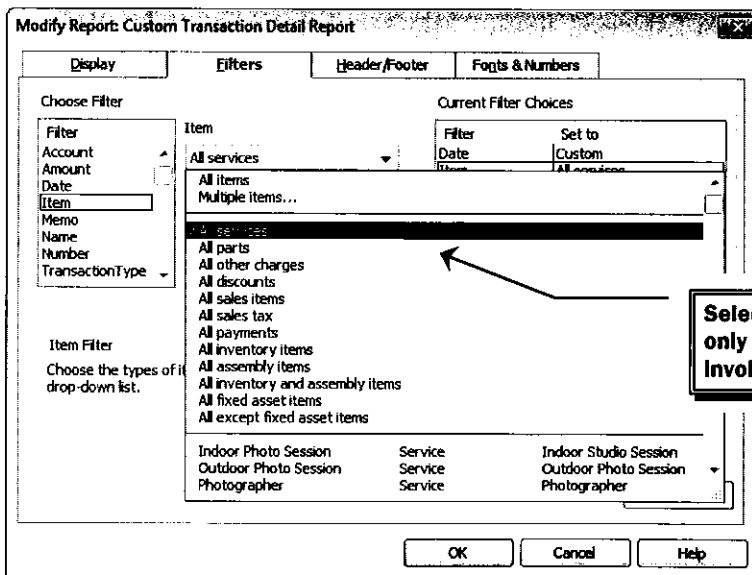 Modify Report: Custom Transaction Detail Report
Display Filters Header/Footer Fonts & Numbers
Choose Filter
Current Filter Choices
Filter
Account
Amount
Date
Item
Memo
Name
Number
TransactionType
Item
All services
Filter Set to
Date Custom
Item All services
All items
Multiple items...
All services
All parts
All other charges
All discounts
All sales items
All sales tax
All payments
All inventory items
All assembly items
All inventory and assembly items
All fixed asset items
All except fixed asset items
Indoor Photo Session Service Indoor Studio Session
Outdoor Photo Session Service Outdoor Photo Session
Photographer Service Photographer
Item Filter
Choose the types of
drop-down list.
only
OK Cancel Help